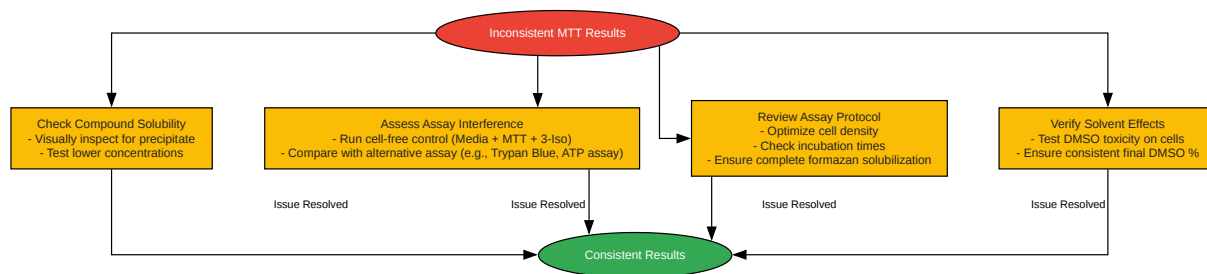 Inconsistent MTT Results
Check Compound Solubility
- Visually inspect for precipitate
- Test lower concentrations
Assess Assay Interference
- Run cell-free control (Media + MTT + 3-Iso)
- Compare with alternative assay (e.g., Trypan Blue, ATP assay)
Review Assay Protocol
- Optimize cell density
- Check incubation times
- Ensure complete formazan solubilization
Verify Solvent Effects
- Test DMSO toxicity on cells
- Ensure consistent final DMSO %
Issue Resolved
Issue Resolved
Issue Resolved
Issue Resolved
Consistent Results